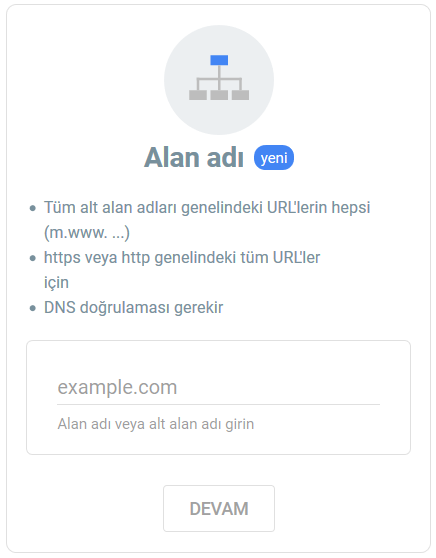 Alan adı yeni
Tüm alt alan adları genelindeki URL'lerin hepsi
(m.www. ...)
https veya http genelindeki tüm URL'ler
için
DNS doğrulaması gerekir
example.com
Alan adı veya alt alan adı girin
DEVAM